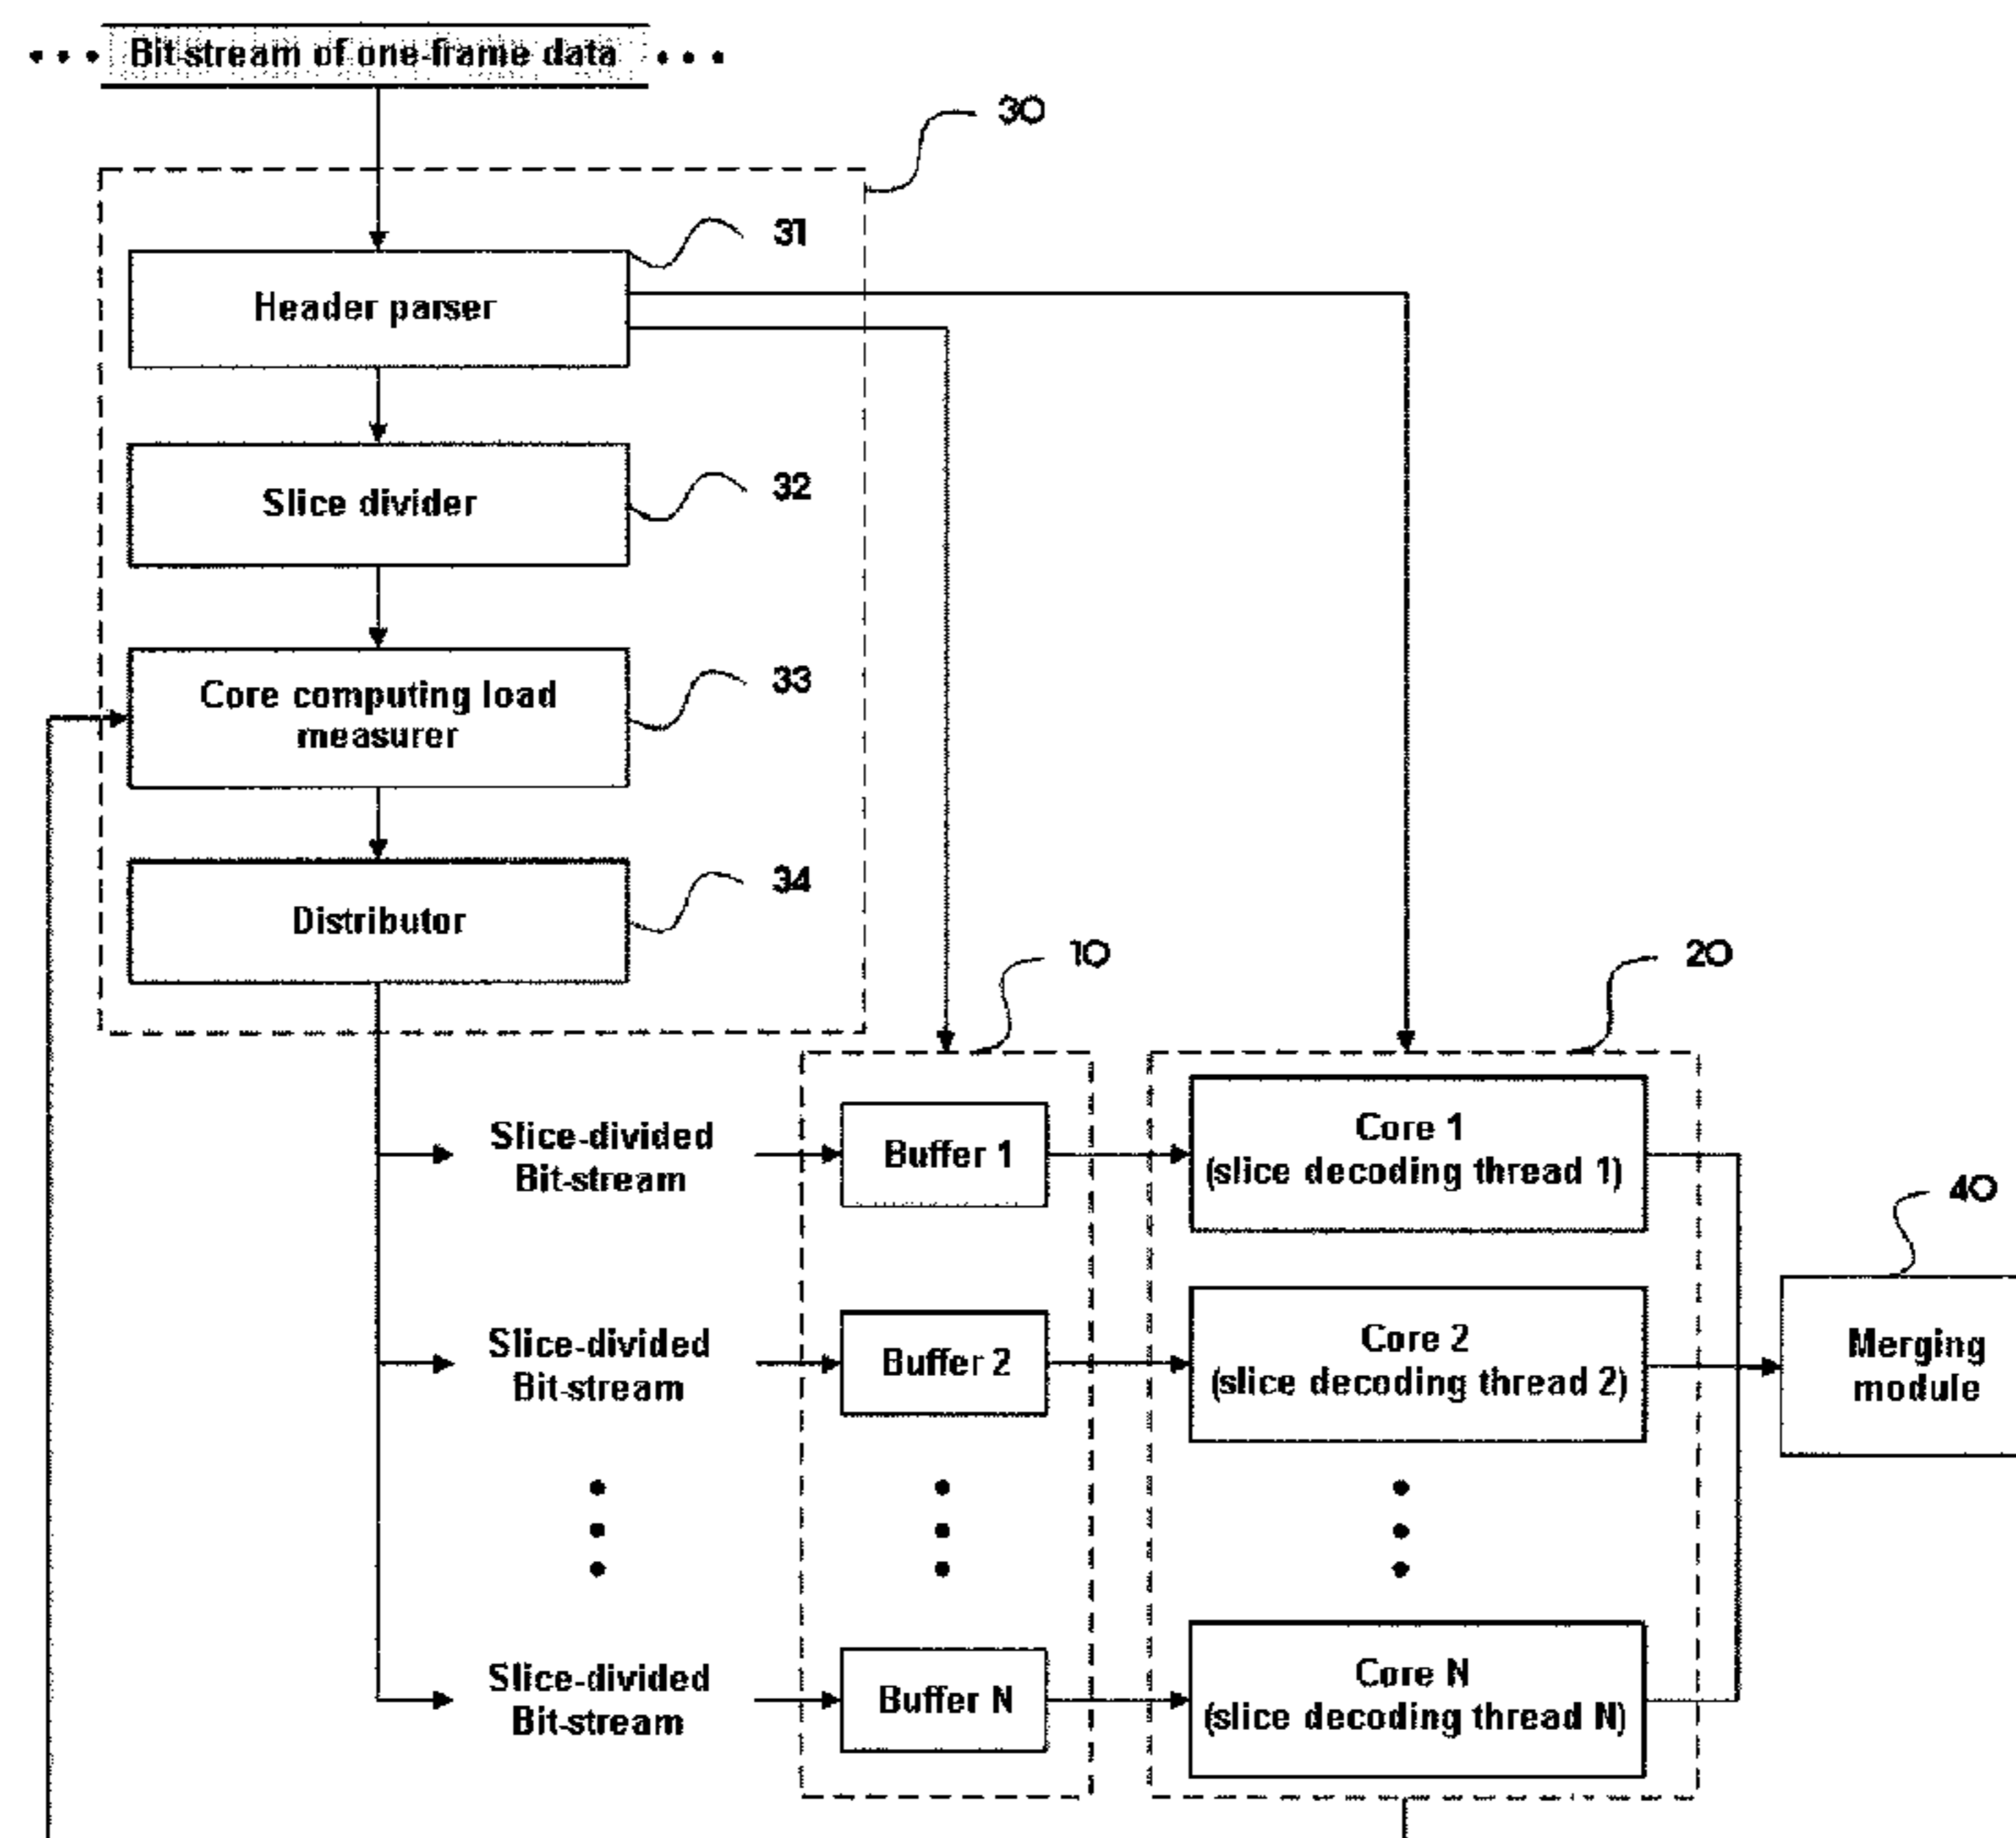 ••• Bit-stream of one-frame data •••
30
31
Header parser
32
Slice divider
33
Core computing load
measurer
34
Distributor
10
20
Slice-divided
Bit-stream
Buffer 1
Core 1
(slice decoding thread 1)
40
Slice-divided
Bit-stream
Buffer 2
Core 2
(slice decoding thread 2)
Merging
module
Slice-divided
Bit-stream
Buffer N
Core N
(slice decoding thread N)